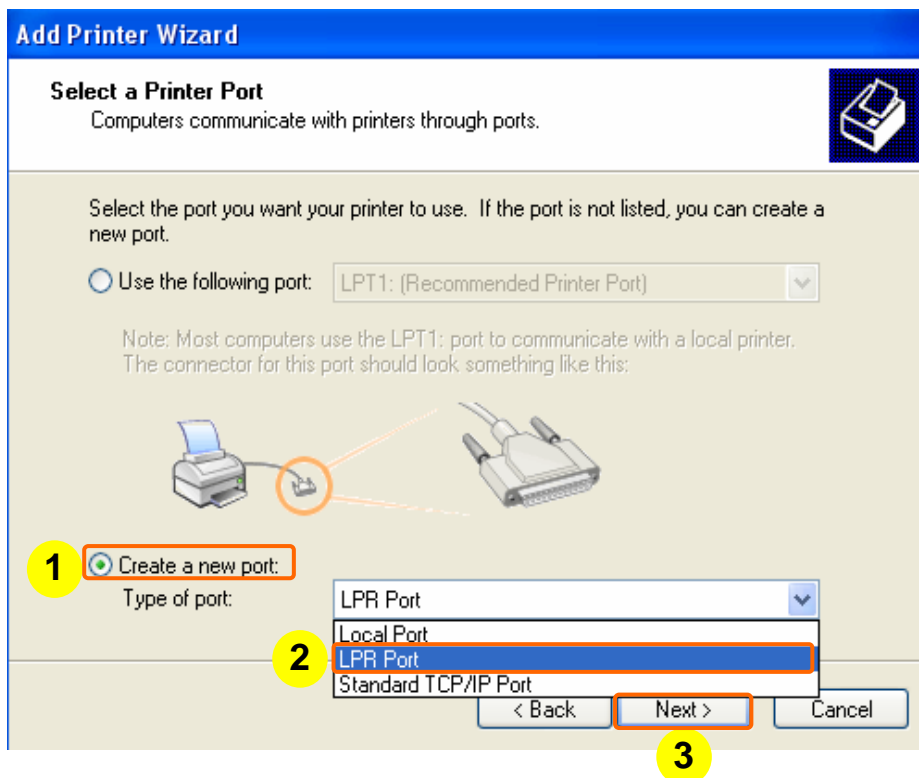 Add Printer Wizard
Select a Printer Port
Computers communicate with printers through ports.
Select the port you want your printer to use. If the port is not listed, you can create a
new port.
Use the following port: LPT1: (Recommended Printer Port)
Note: Most computers use the LPT1: port to communicate with a local printer.
The connector for this port should look something like this:
1 Create a new port:
Type of port: LPR Port
Local Port
2 LPR Port
Standard TCP/IP Port
< Back Next > Cancel
3